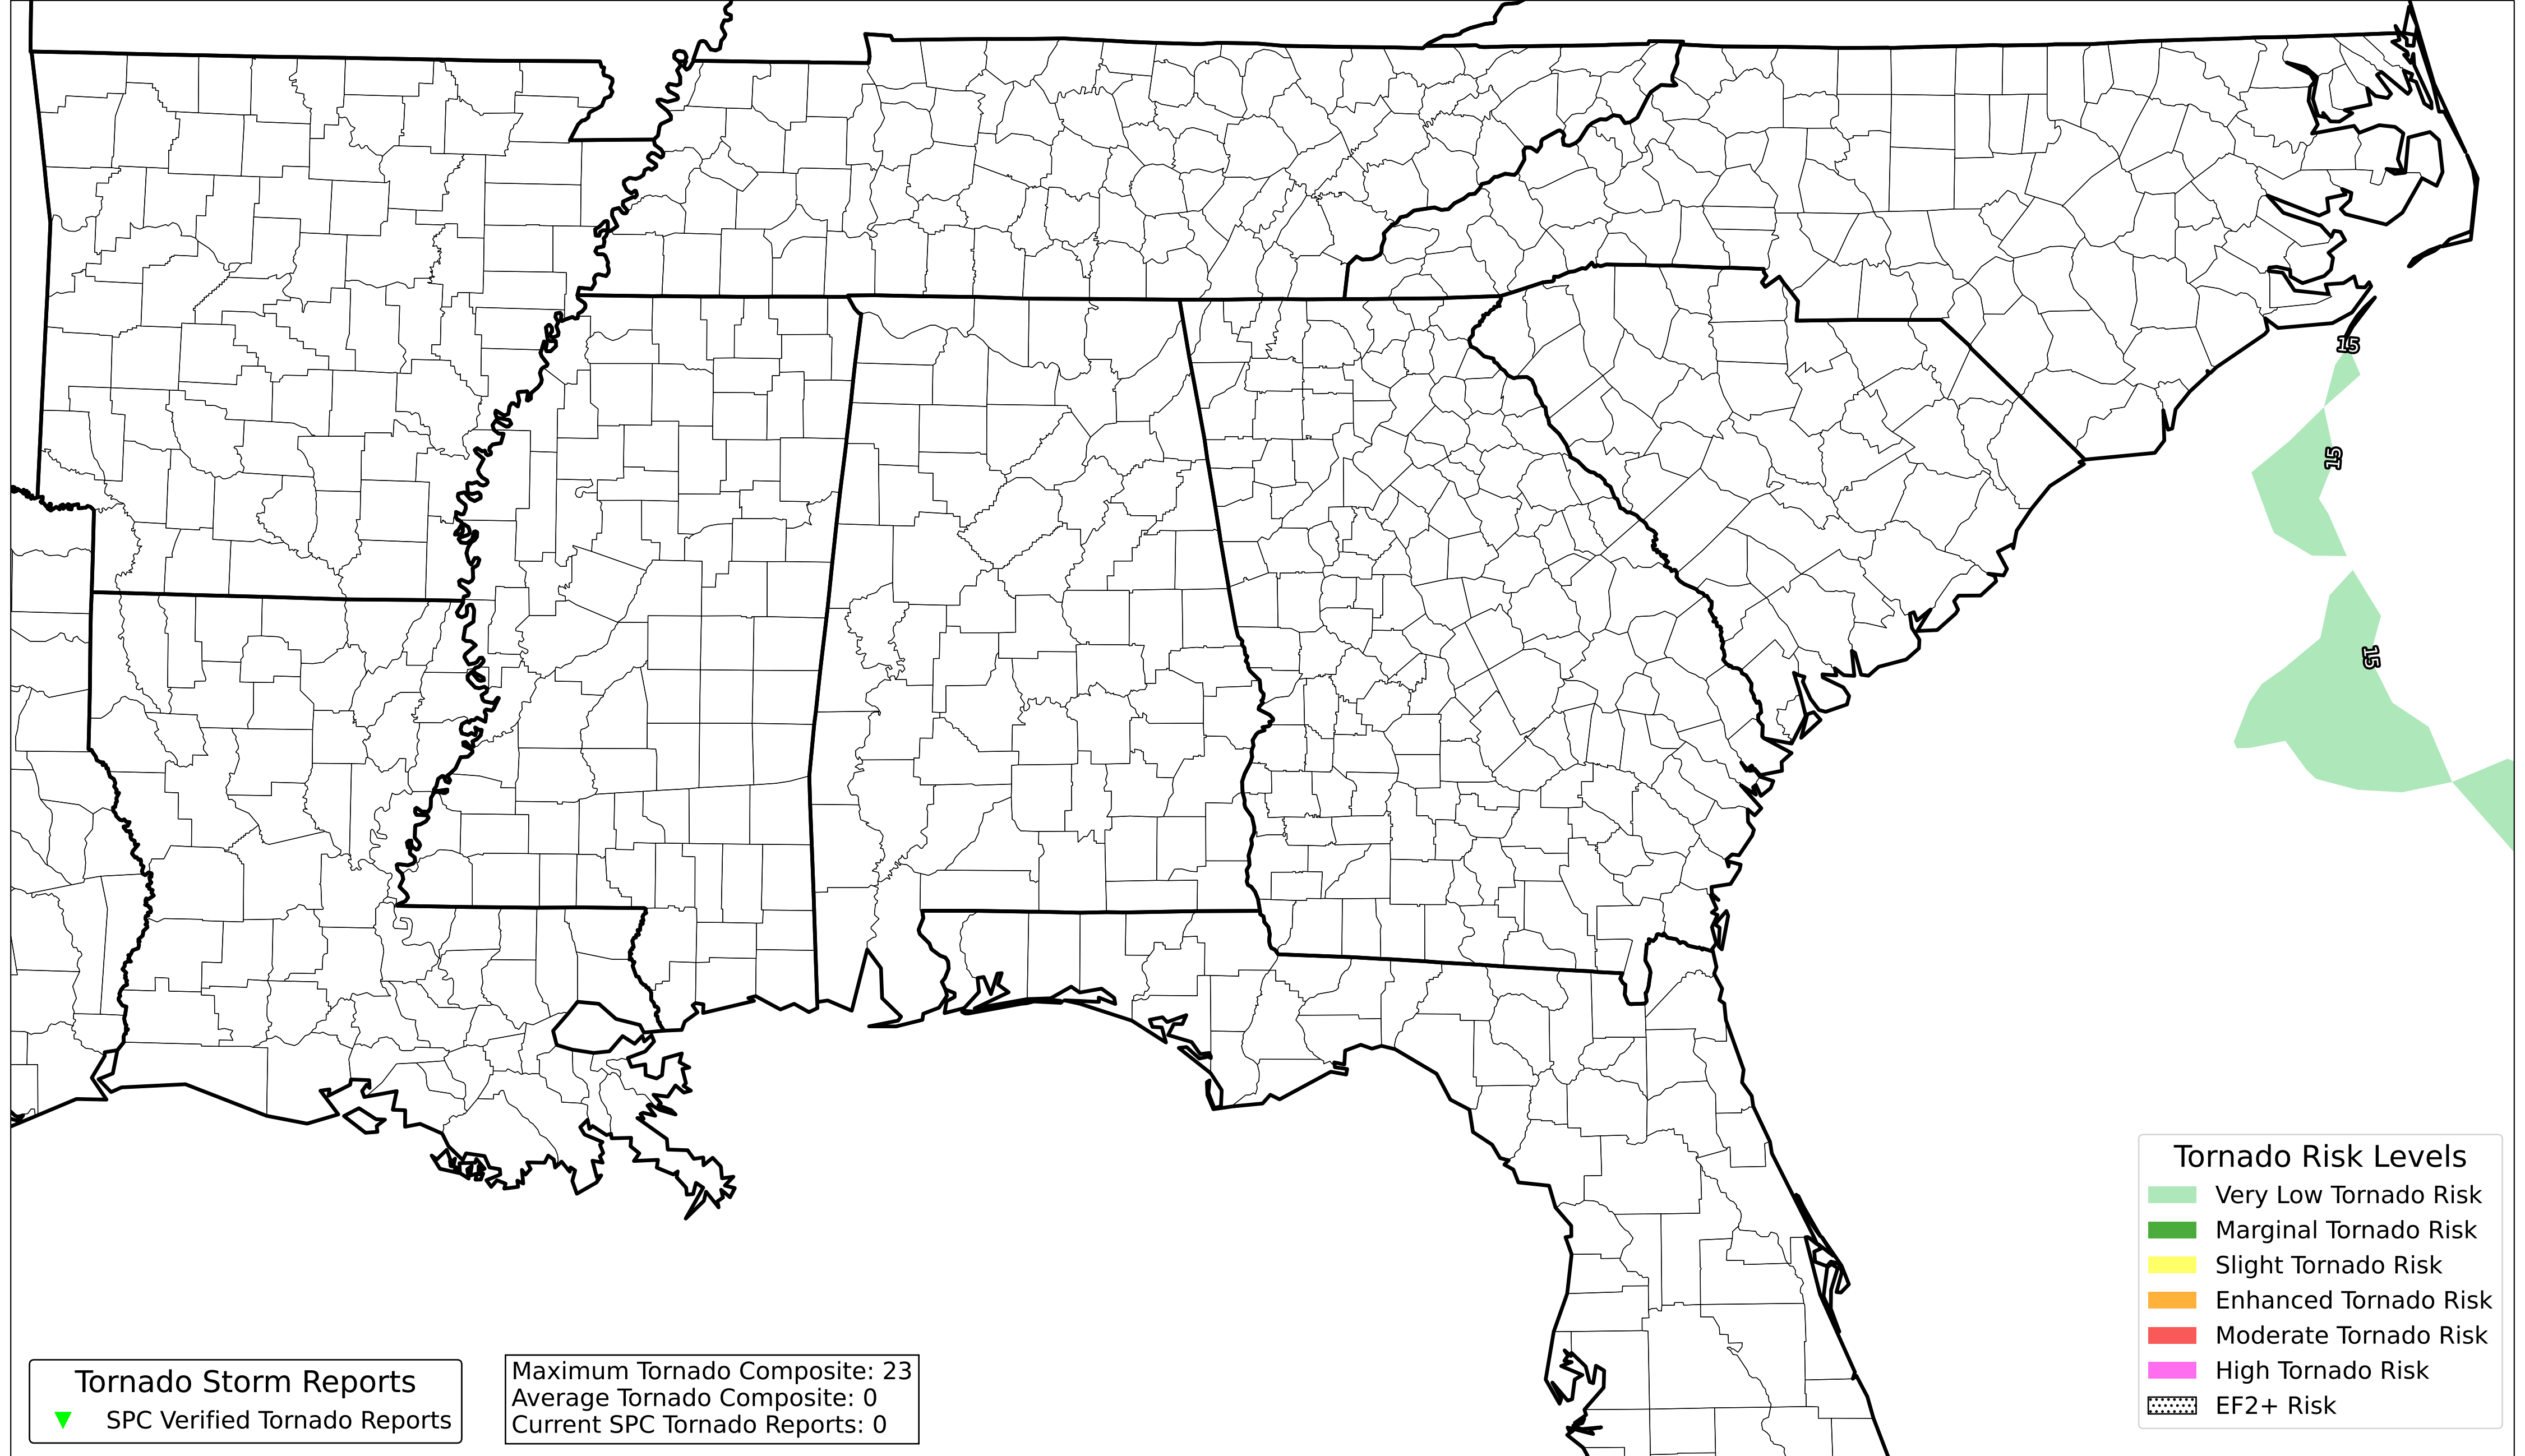 15
15
15
Tornado Risk Levels
Very Low Tornado Risk
Marginal Tornado Risk
Slight Tornado Risk
Enhanced Tornado Risk
Moderate Tornado Risk
High Tornado Risk
EF2+ Risk
Tornado Storm Reports
SPC Verified Tornado Reports
Maximum Tornado Composite: 23
Average Tornado Composite: 0
Current SPC Tornado Reports: 0